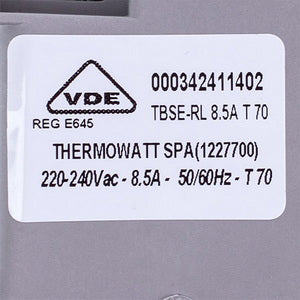 VDE
REG E645
000342411402
TBSE-RL 8.5A T 70
THERMOWATT SPA(1227700)
220-240Vac - 8.5A - 50/60Hz - T 70